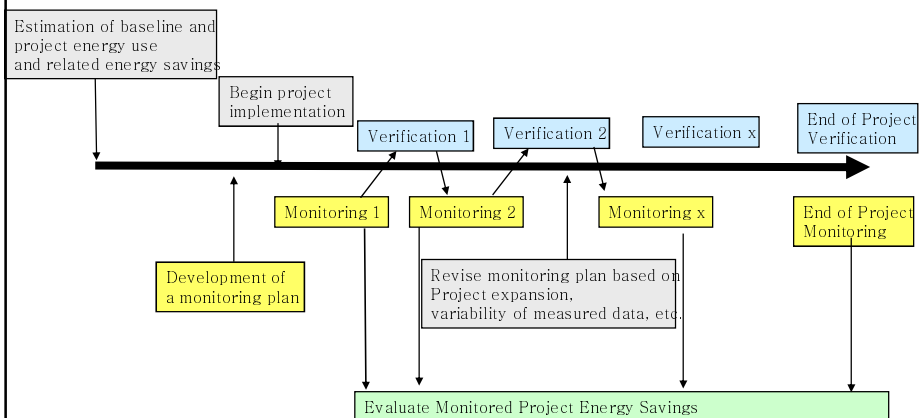 Estimation of baseline and
project energy use
and related energy savings
Begin project
implementation
Verification 1
Verification 2
Verification x
End of Project
Verification
Monitoring 1
Monitoring 2
Monitoring x
End of Project
Monitoring
Development of
a monitoring plan
Revise monitoring plan based on
Project expansion,
variability of measured data, etc.
Evaluate Monitored Project Energy Savings